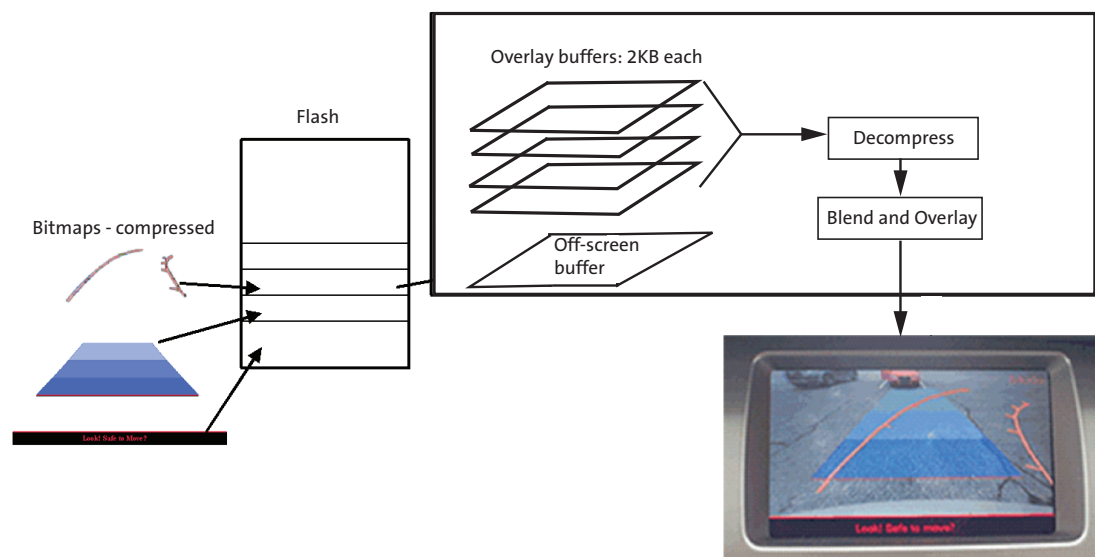 Overlay buffers: 2KB each
Flash
Decompress
Bitmaps - compressed
Blend and Overlay
Off-screen
buffer
Look! Safe to Move?
Look! Safe to move?